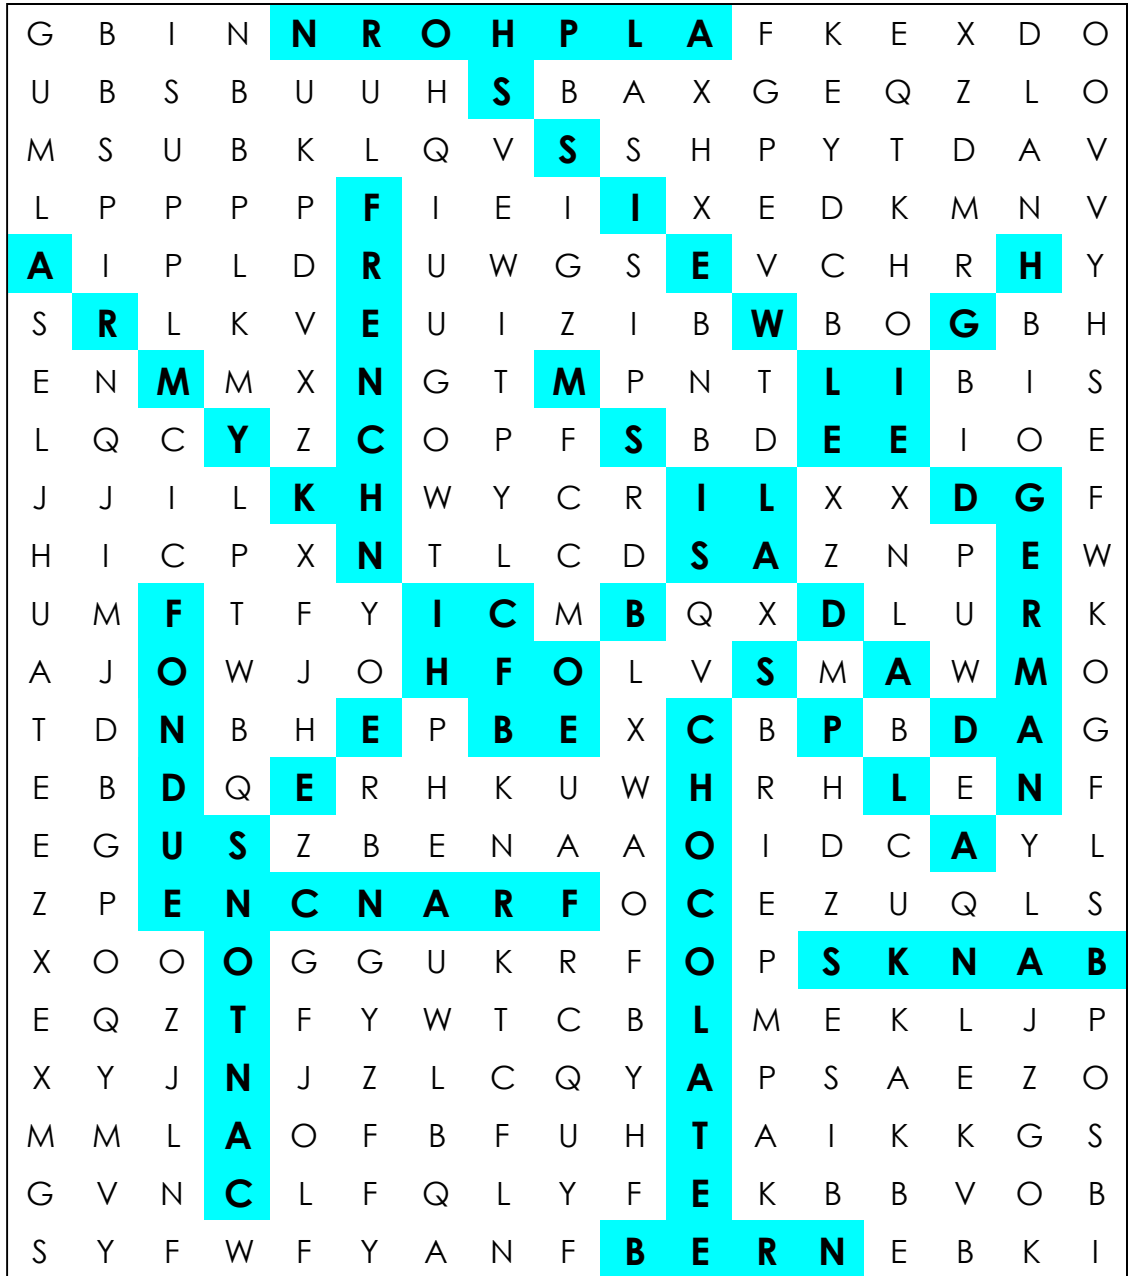 G B I N N R O H P L A F K E X D O
U B S B U U H S B A X G E Q Z L O
M S U B K L Q V S S H P Y T D A V
L P P P P F I E I I X E D K M N V
A I P L D R U W G S E V C H R H Y
S R L K V E U I Z I B W B O G B H
E N M M X N G T M P N T L I B I S
L Q C Y Z C O P F S B D E E I O E
J J I L K H W Y C R I L X X D G F
H I C P X N T L C D S A Z N P E W
U M F T F Y I C M B Q X D L U R K
A J O W J O H F O L V S M A W M O
T D N B H E P B E X C B P B D A G
E B D Q E R H K U W H R H L E N F
E G U S Z B E N A A O I D C A Y L
Z P E N C N A R F O C E Z U Q L S
X O O O G G U K R F O P S K N A B
E Q Z T F Y W T C B L M E K L J P
X Y J N J Z L C Q Y A P S A E Z O
M M L A O F B F U H T A I K K G S
G V N C L F Q L Y F E K B B V O B
S Y F W F Y A N F B E R N E B K I